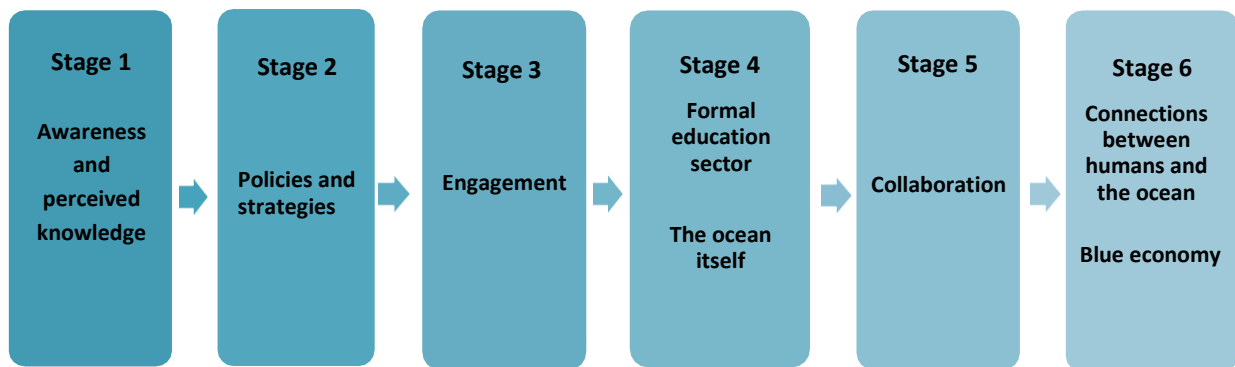 Stage 1
Awareness
and
perceived
knowledge
Stage 2
Policies and
strategies
Stage 3
Engagement
Stage 4
Formal
education
sector
The ocean
itself
Stage 5
Collaboration
Stage 6
Connections
between
humans and
the ocean
Blue economy